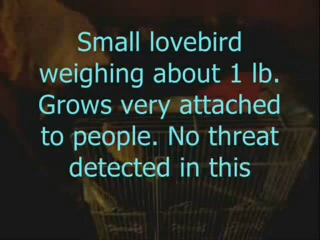 Small lovebird
weighing about 1 lb.
Grows very attached
to people. No threat
detected in this